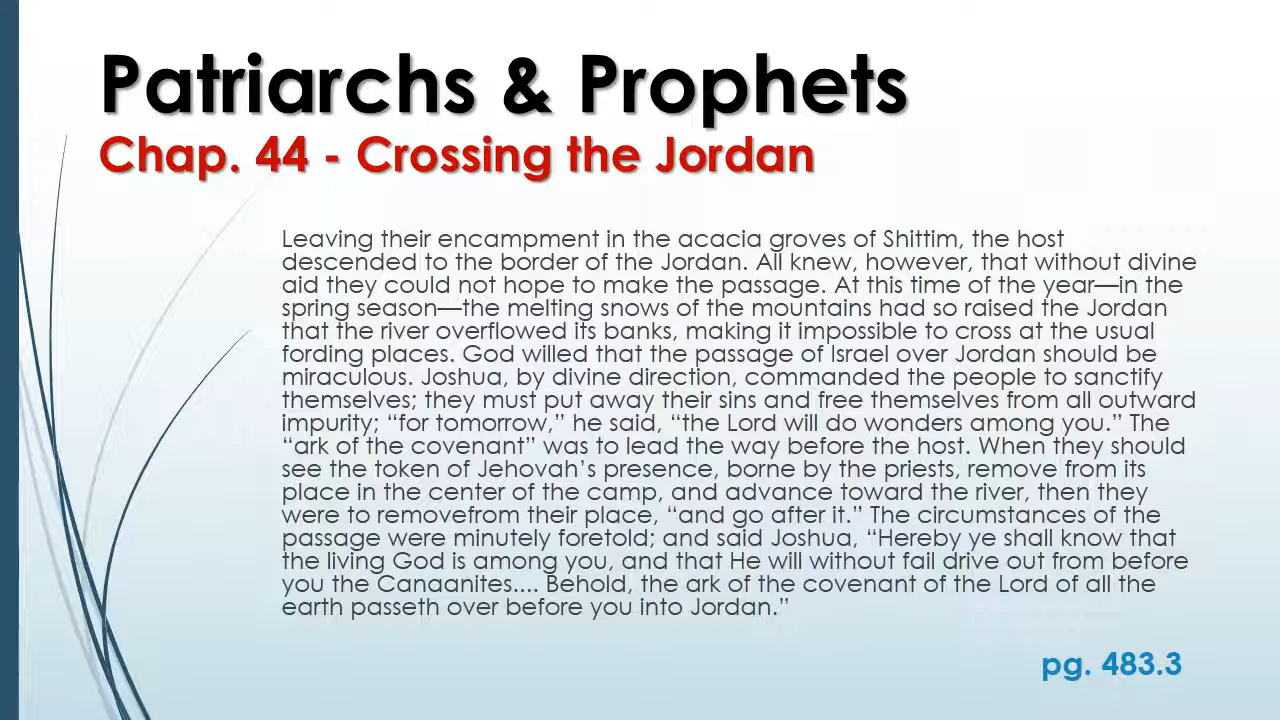 Patriarchs & Prophets
Chap. 44 - Crossing the Jordan
Leaving their encampment in the acacia groves of Shittim, the host
descended to the border of the Jordan. All knew, however, that without divine
aid they could not hope to make the passage. At this time of the year—in the
spring season—the melting snows of the mountains had so raised the Jordan
that the river overflowed its banks, making it impossible to cross at the usual
fording places. God willed that the passage of Israel over Jordan should be
miraculous. Joshua, by divine direction, commanded the people to sanctify
themselves; they must put away their sins and free themselves from all outward
impurity; “for tomorrow,” he said, “the Lord will do wonders among you.” The
“ark of the covenant” was to lead the way before the host. When they should
see the token of Jehovah’s presence, borne by the priests, remove from its
place in the center of the camp, and advance toward the river, then they
were to removefrom their place, “and go after it.” The circumstances of the
passage were minutely foretold; and said Joshua, “Hereby ye shall know that
the living God is among you, and that He will without fail drive out from before
you the Canaanites.... Behold, the ark of the covenant of the Lord of all the
earth passeth over before you into Jordan.”
pg. 483.3